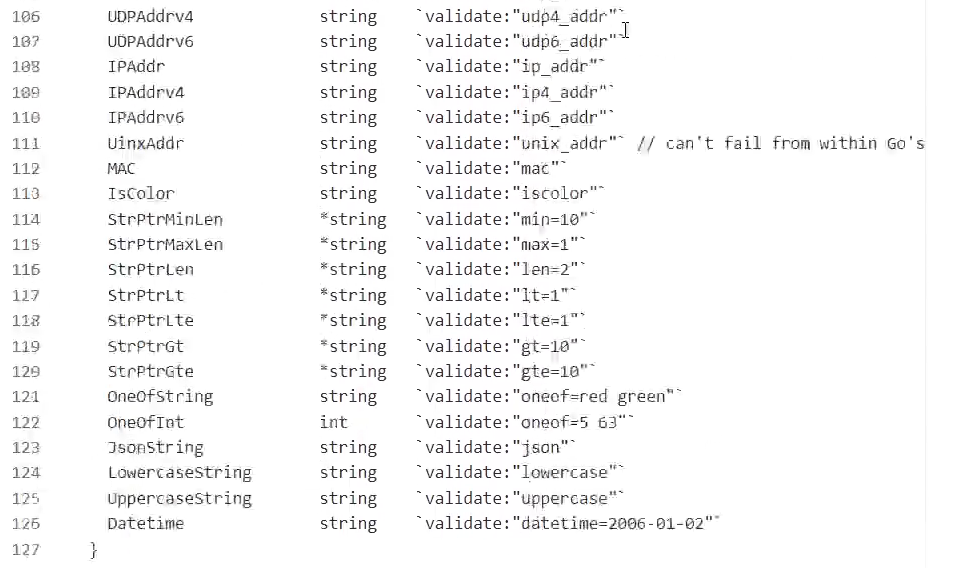 106 UDPAddrv4 string `validate:"udp4_addr"`
107 UDPAddrv6 string `validate:"udp6_addr"`
108 IPAddr string `validate:"ip_addr"`
109 IPAddrv4 string `validate:"ip4_addr"`
110 IPAddrv6 string `validate:"ip6_addr"`
111 UinxAddr string `validate:"unix_addr"` // can't fail from within Go's
112 MAC string `validate:"mac"`
113 IsColor string `validate:"iscolor"`
114 StrPtrMinLen *string `validate:"min=10"`
115 StrPtrMaxLen *string `validate:"max=1"`
116 StrPtrLen *string `validate:"len=2"`
117 StrPtrLt *string `validate:"lt=1"`
118 StrPtrLte *string `validate:"lte=1"`
119 StrPtrGt *string `validate:"gt=10"`
120 StrPtrGte *string `validate:"gte=10"`
121 OneOfString string `validate:"oneof=red green"`
122 OneOfInt int `validate:"oneof=5 63"`
123 JsonString string `validate:"json"`
124 LowercaseString string `validate:"lowercase"`
125 UppercaseString string `validate:"uppercase"`
126 Datetime string `validate:"datetime=2006-01-02"`
127 }